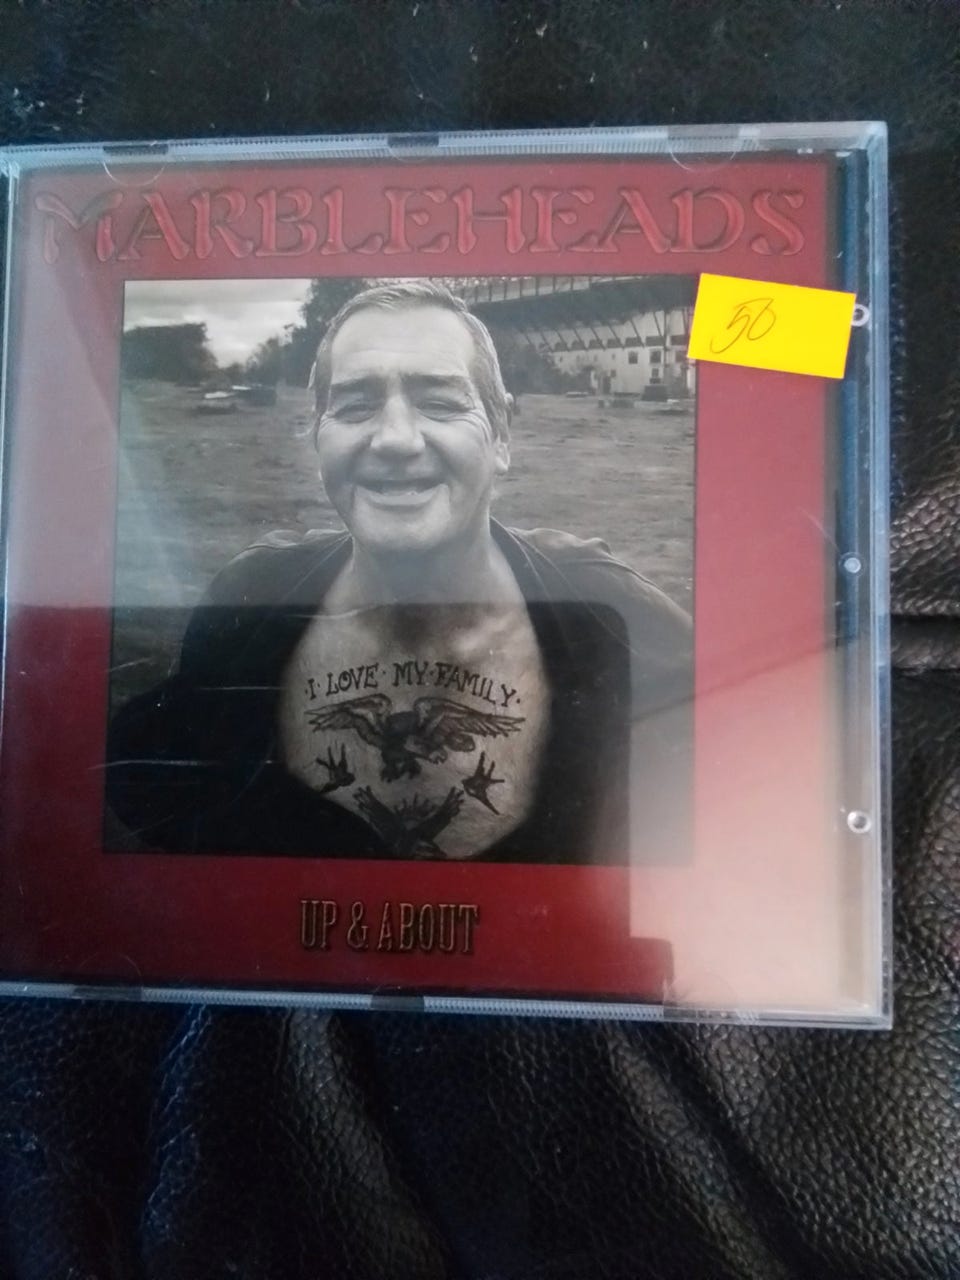 MARBLEHEADS
50
·I·LOVE·MY·FAMILY·
UP & ABOUT